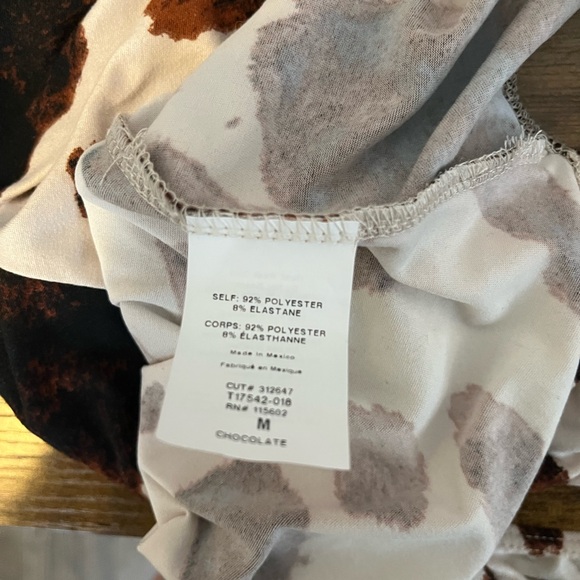 SELF: 92% POLYESTER
8% ELASTANE
CORPS: 92% POLYESTER
8% ÉLASTHANNE
Made in Mexico
Fabriqué en Mexique
CUT# 312647
T17542-018
RN# 115602
M
CHOCOLATE